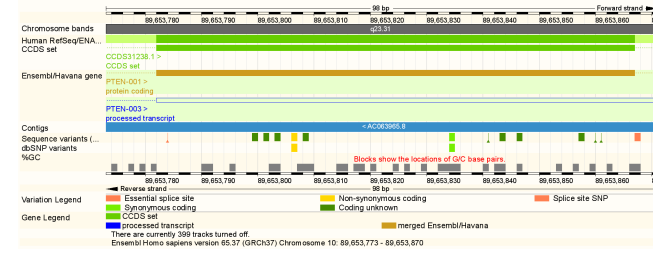 98 bp Forward strand
89,653,780 89,653,790 89,653,800 89,653,810 89,653,820 89,653,830 89,653,840 89,653,850 89,653,860
Chromosome bands q23.31
Human RefSeq/ENA...
CCDS set
CCDS31238.1 >
CCDS set
Ensembl/Havana gene
PTEN-001 >
protein coding
PTEN-003 >
processed transcript
Contigs < AC063965.8
Sequence variants (...
dbSNP variants
%GC Blocks show the locations of G/C base pairs.
89,653,780 89,653,790 89,653,800 89,653,810 89,653,820 89,653,830 89,653,840 89,653,850 89,653,860
Reverse strand 98 bp
Variation Legend Essential splice site Non-synonymous coding Splice site SNP
Synonymous coding Coding unknown
Gene Legend CCDS set
processed transcript merged Ensembl/Havana
There are currently 399 tracks turned off.
Ensembl Homo sapiens version 65.37 (GRCh37) Chromosome 10: 89,653,773 - 89,653,870